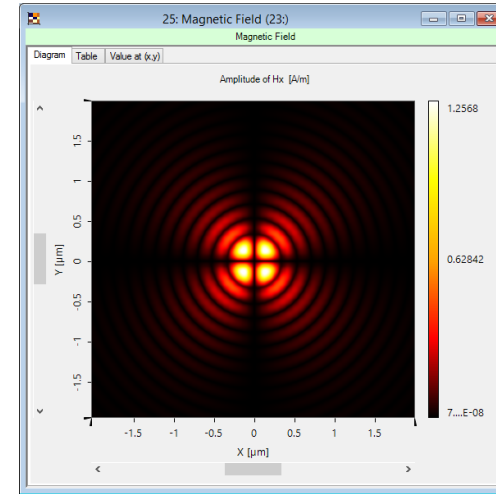 25: Magnetic Field (23:)
Magnetic Field
Diagram Table Value at (x,y)
Amplitude of Hx [A/m]
1.2568
0.62842
7....E-08
Y [µm]
1.5
1
0.5
0
-0.5
-1
-1.5
-1.5 -1 -0.5 0 0.5 1 1.5
X [µm]